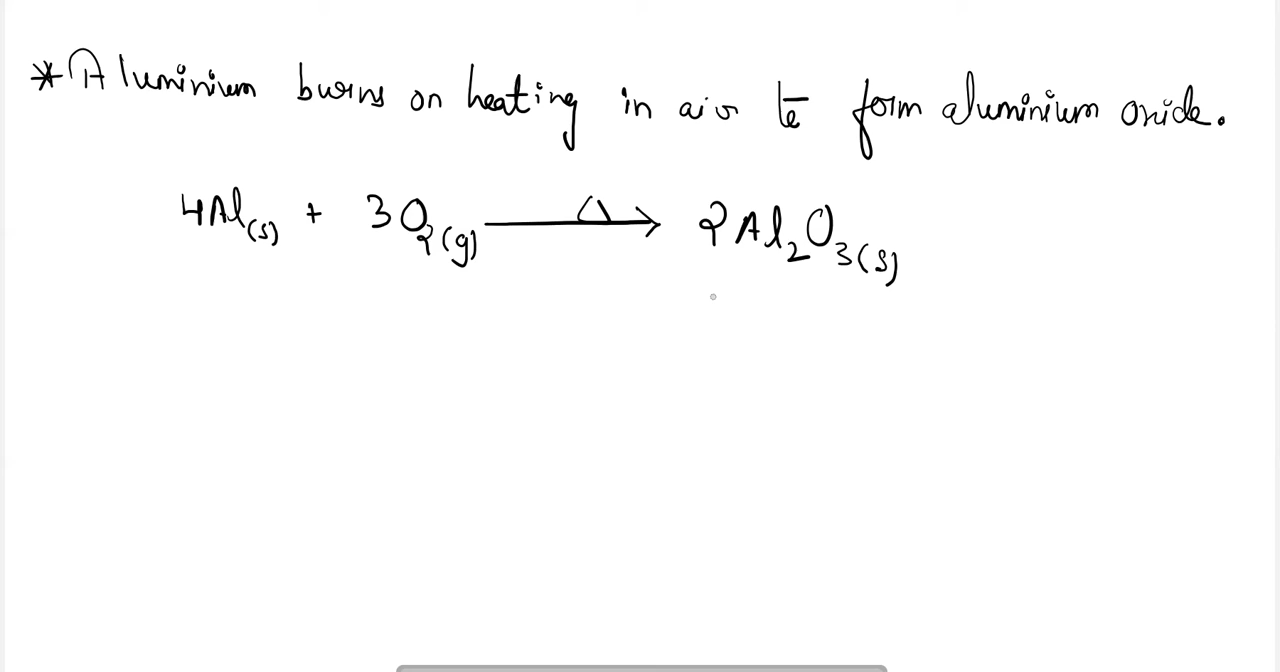 * Aluminium burns on heating in air to form aluminium oxide.
4Al(s) + 3O₂(g) —Δ→ 2Al₂O₃(s)